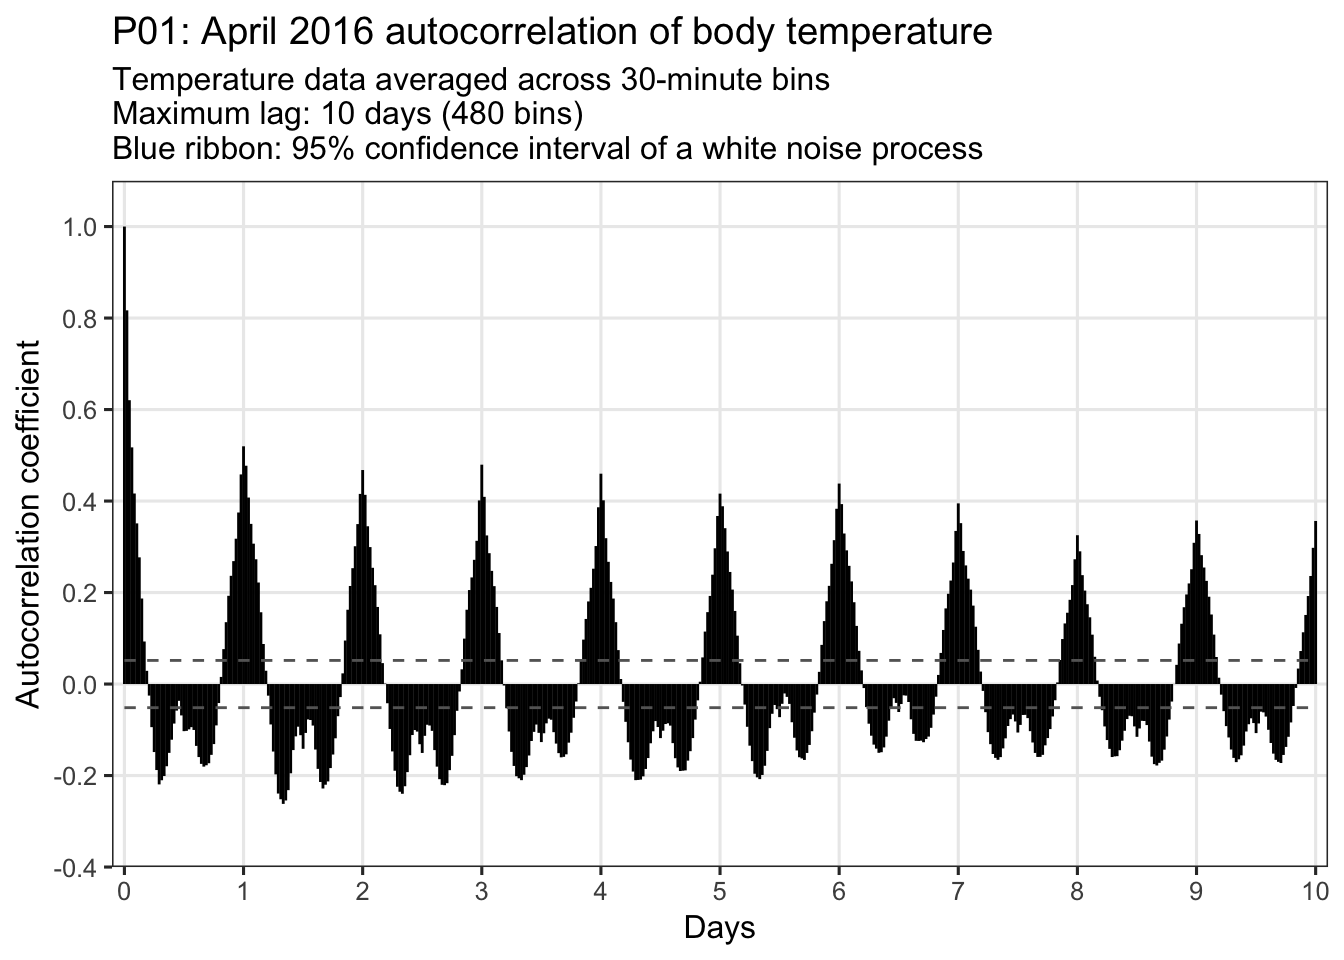 P01: April 2016 autocorrelation of body temperature
Temperature data averaged across 30-minute bins
Maximum lag: 10 days (480 bins)
Blue ribbon: 95% confidence interval of a white noise process
Autocorrelation coefficient
1.0
0.8
0.6
0.4
0.2
0.0
-0.2
-0.4
0 1 2 3 4 5 6 7 8 9 10
Days